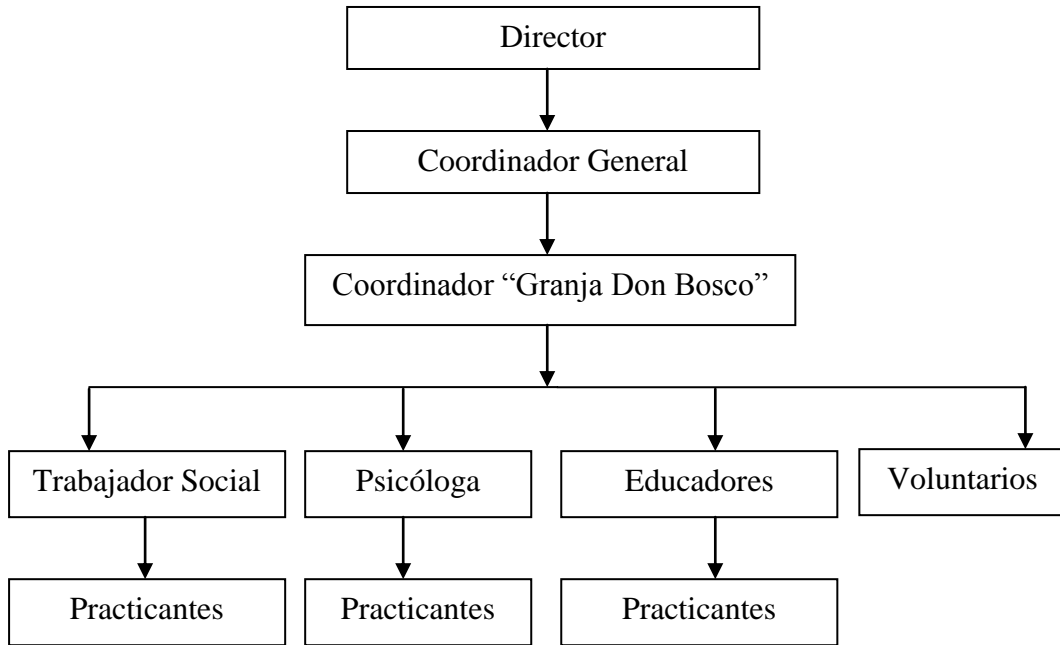 Director
Coordinador General
Coordinador “Granja Don Bosco”
Trabajador Social
Psicóloga
Educadores
Voluntarios
Practicantes
Practicantes
Practicantes